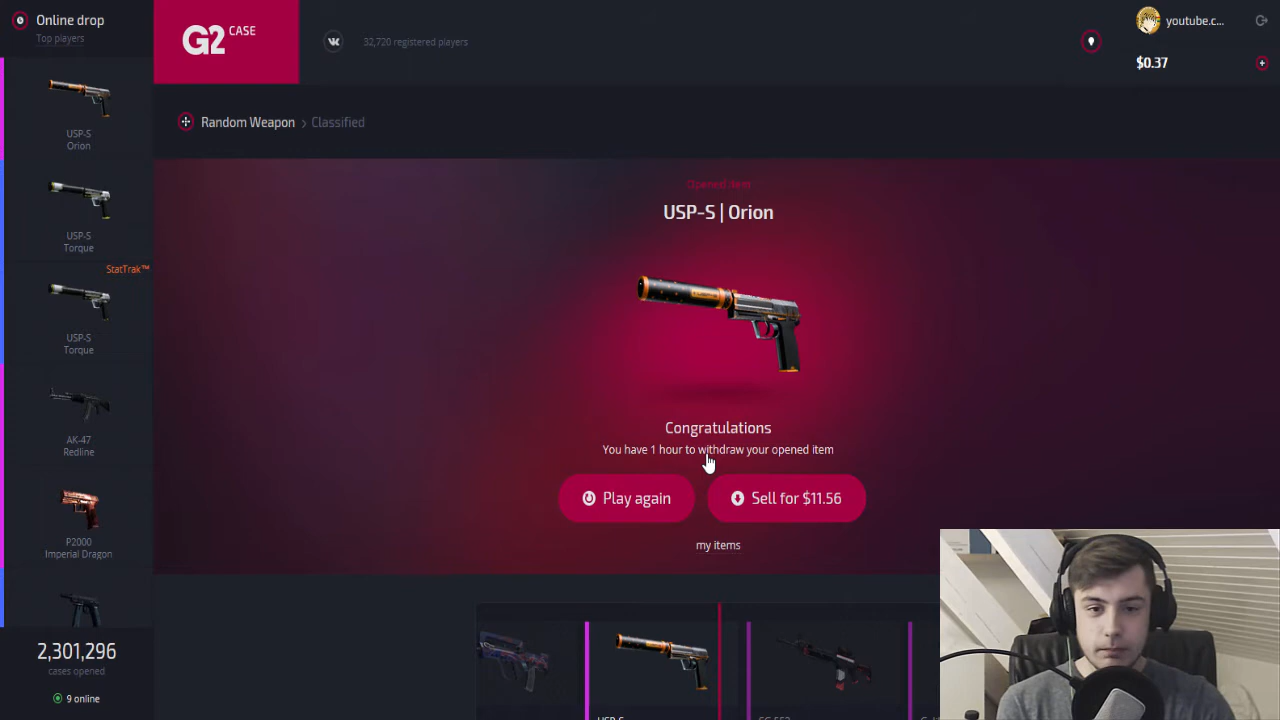 Online drop
Top players
G2 CASE
32,720 registered players
youtube.c...
$0.37
Random Weapon › Classified
USP-S
Orion
USP-S
Torque
StatTrak™
USP-S
Torque
AK-47
Redline
P2000
Imperial Dragon
2,301,296
cases opened
9 online
Opened item
USP-S | Orion
Congratulations
You have 1 hour to withdraw your opened item
Play again
Sell for $11.56
my items